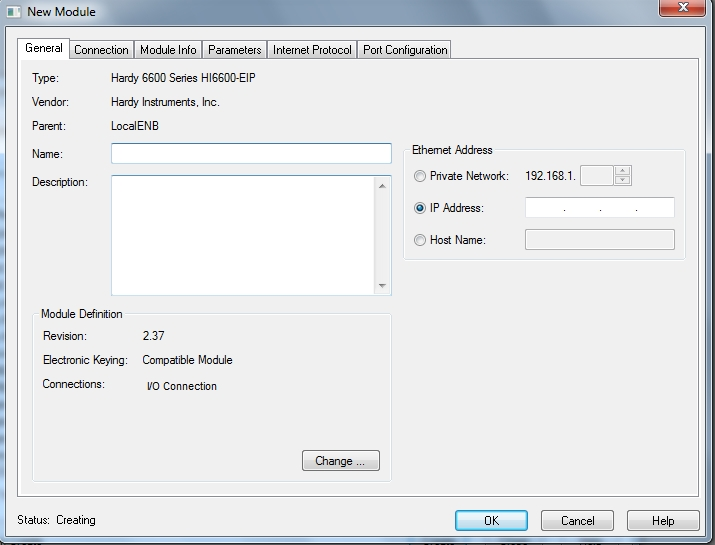 New Module
General Connection Module Info Parameters Internet Protocol Port Configuration
Type: Hardy 6600 Series HI6600-EIP
Vendor: Hardy Instruments, Inc.
Parent: LocalENB
Name:
Description:
Ethernet Address
Private Network: 192.168.1.
IP Address: . . .
Host Name:
Module Definition
Revision: 2.37
Electronic Keying: Compatible Module
Connections: I/O Connection
Change ...
Status: Creating
OK Cancel Help